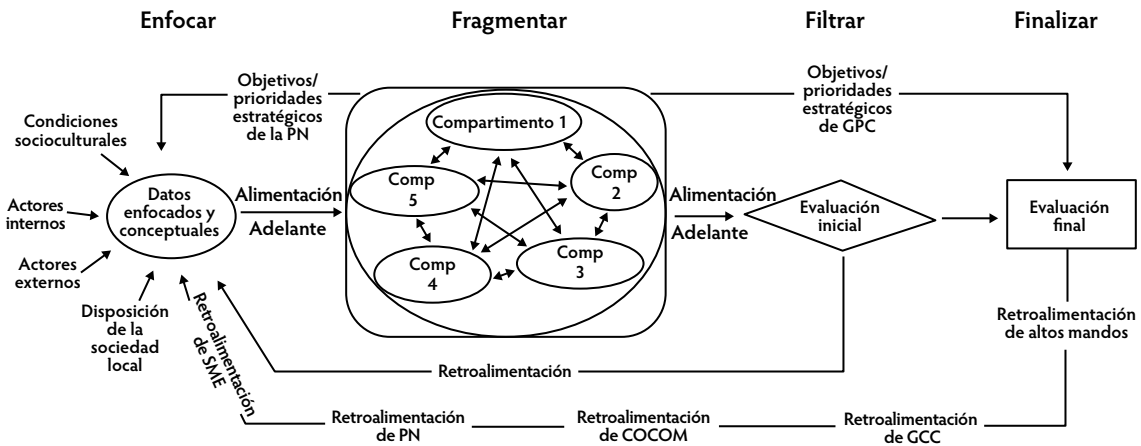 Enfocar
Fragmentar
Filtrar
Finalizar
Objetivos/
prioridades
estratégicos
de la PN
Objetivos/
prioridades
estratégicos
de GPC
Condiciones
socioculturales
Actores
internos
Actores
externos
Disposición
de la
sociedad
local
Datos
enfocados y
conceptuales
Alimentación
Adelante
Compartimento 1
Comp
2
Comp
3
Comp
4
Comp
5
Alimentación
Adelante
Evaluación
inicial
Evaluación
final
Retroalimentación
de SME
Retroalimentación
Retroalimentación
de altos mandos
Retroalimentación
de PN
Retroalimentación
de COCOM
Retroalimentación
de GCC